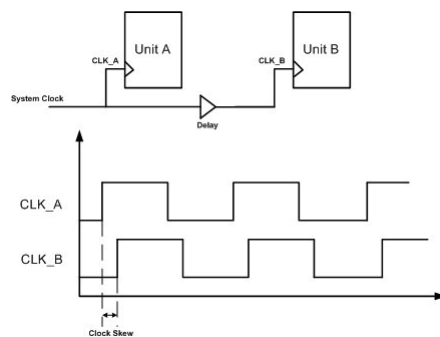 Unit A
Unit B
CLK_A
CLK_B
System Clock
Delay
CLK_A
CLK_B
Clock Skew